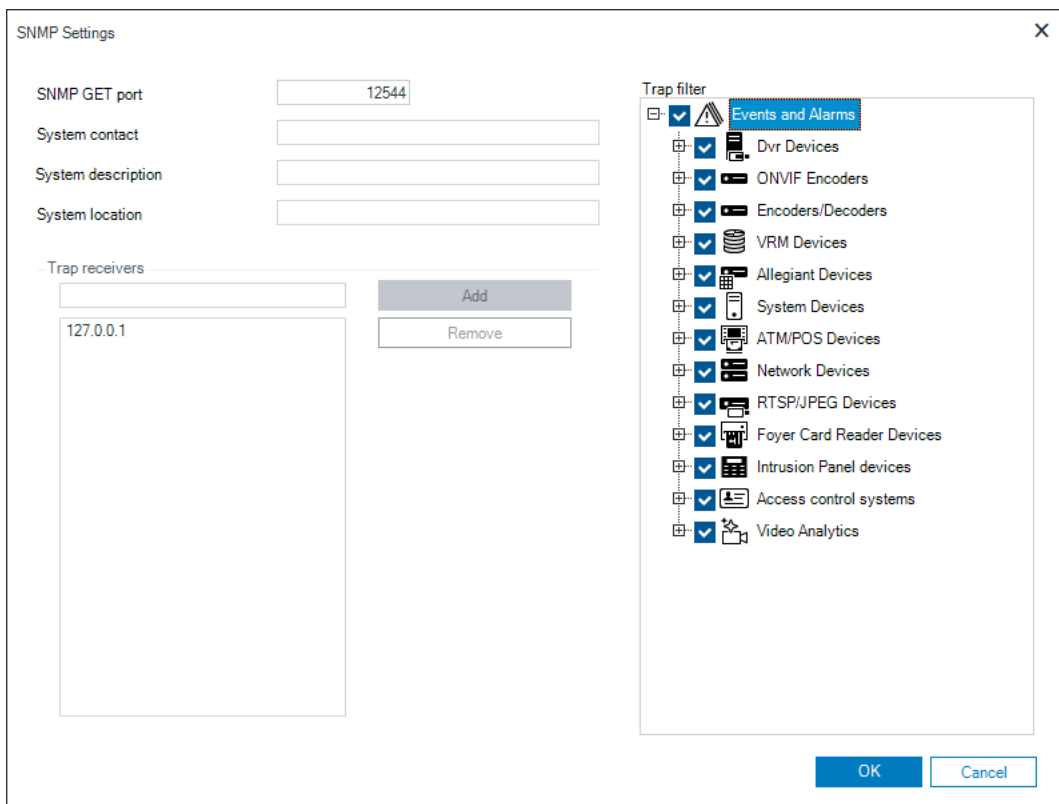 SNMP Settings
SNMP GET port
12544
System contact
System description
System location
Trap receivers
Add
127.0.0.1
Remove
Trap filter
Events and Alarms
Dvr Devices
ONVIF Encoders
Encoders/Decoders
VRM Devices
Allegiant Devices
System Devices
ATM/POS Devices
Network Devices
RTSP/JPEG Devices
Foyer Card Reader Devices
Intrusion Panel devices
Access control systems
Video Analytics
OK
Cancel